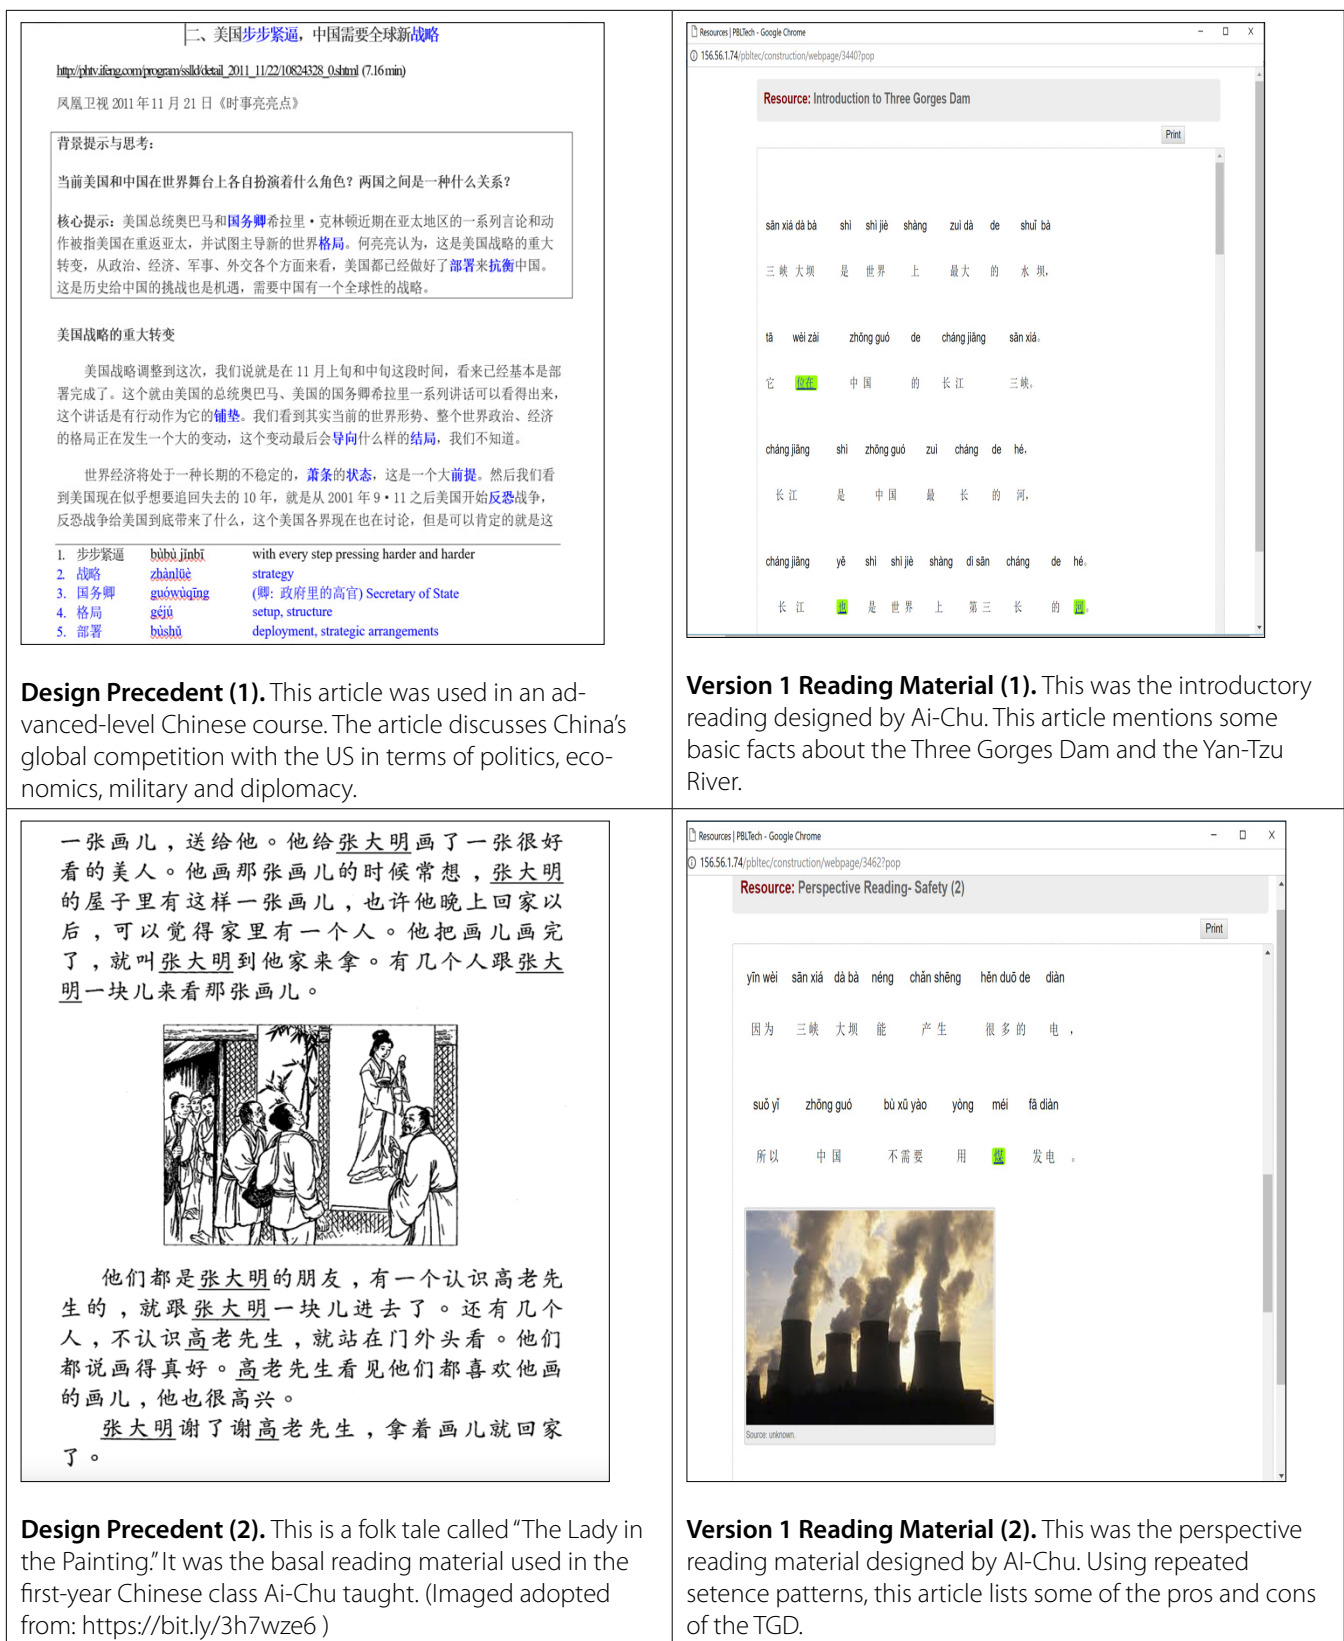 二、美国步步紧逼，中国需要全球新战略
http://phtv.ifeng.com/program/sslld/detail_2011_11/22/10824328_0.shtml (7.16 min)
凤凰卫视 2011 年 11 月 21 日《时事亮亮点》
背景提示与思考：
当前美国和中国在世界舞台上各自扮演着什么角色？两国之间是一种什么关系？
核心提示：美国总统奥巴马和国务卿希拉里·克林顿近期在亚太地区的一系列言论和动
作被指美国在重返亚太，并试图主导新的世界格局。何亮亮认为，这是美国战略的重大
转变，从政治、经济、军事、外交各个方面来看，美国都已经做好了部署来抗衡中国。
这是历史给中国的挑战也是机遇，需要中国有一个全球性的战略。
美国战略的重大转变
美国战略调整到这次，我们说就是在 11 月上旬和中旬这段时间，看来已经基本是部
署完成了。这个就由美国的总统奥巴马、美国的国务卿希拉里一系列讲话可以看得出来，
这个讲话是有行动作为它的铺垫。我们看到其实当前的世界形势、整个世界政治、经济
的格局正在发生一个大的变动，这个变动最后会导向什么样的结局，我们不知道。
世界经济将处于一种长期的不稳定的，萧条的状态，这是一个大前提。然后我们看
到美国现在似乎想要追回失去的 10 年，就是从 2001 年 9·11 之后美国开始反恐战争，
反恐战争给美国到底带来了什么，这个美国各界现在也在讨论，但是可以肯定的就是这
1. 步步紧逼 bùbù jǐnbī with every step pressing harder and harder
2. 战略 zhànlüè strategy
3. 国务卿 guówùqīng (卿：政府里的高官) Secretary of State
4. 格局 géjú setup, structure
5. 部署 bùshǔ deployment, strategic arrangements
Design Precedent (1). This article was used in an ad-
vanced-level Chinese course. The article discusses China's
global competition with the US in terms of politics, eco-
nomics, military and diplomacy.
Resources | PBLTech - Google Chrome
156.56.1.74/pbltec/construction/webpage/3440?pop
Resource: Introduction to Three Gorges Dam
Print
sān xiá dà bà shì shì jiè shàng zuì dà de shuǐ bà
三 峡 大坝 是 世界 上 最大 的 水 坝，
tā wèi zài zhōng guó de cháng jiāng sān xiá。
它 位在 中国 的 长江 三峡。
cháng jiāng shì zhōng guó zuì cháng de hé，
长江 是 中国 最 长 的 河，
cháng jiāng yě shì shì jiè shàng dì sān cháng de hé。
长 江 也 是 世界 上 第三 长 的 河。
Version 1 Reading Material (1). This was the introductory
reading designed by Ai-Chu. This article mentions some
basic facts about the Three Gorges Dam and the Yan-Tzu
River.
一张画儿，送给他。他给张大明画了一张很好
看的美人。他画那张画儿的时候常想，张大明
的屋子里有这样一张画儿，也许他晚上回家以
后，可以觉得家里有一个人。他把画儿画完
了，就叫张大明到他家来拿。有几个人跟张大
明一块儿来看那张画儿。
他们都是张大明的朋友，有一个认识高老先
生的，就跟张大明一块儿进去了。还有几个
人，不认识高老先生，就站在门外头看。他们
都说画得真好。高老先生看见他们都喜欢他画
的画儿，他也很高兴。
张大明谢了谢高老先生，拿着画儿就回家
了。
Design Precedent (2). This is a folk tale called "The Lady in
the Painting." It was the basal reading material used in the
first-year Chinese class Ai-Chu taught. (Imaged adopted
from: https://bit.ly/3h7wze6 )
Resources | PBLTech - Google Chrome
156.56.1.74/pbltec/construction/webpage/3462?pop
Resource: Perspective Reading- Safety (2)
Print
yīn wèi sān xiá dà bà néng chǎn shēng hěn duō de diàn
因为 三峡 大坝 能 产生 很多的 电 ，
suǒ yǐ zhōng guó bù xū yào yòng méi fā diàn
所以 中国 不需要 用 煤 发电 。
Source: unknown.
Version 1 Reading Material (2). This was the perspective
reading material designed by AI-Chu. Using repeated
setence patterns, this article lists some of the pros and cons
of the TGD.